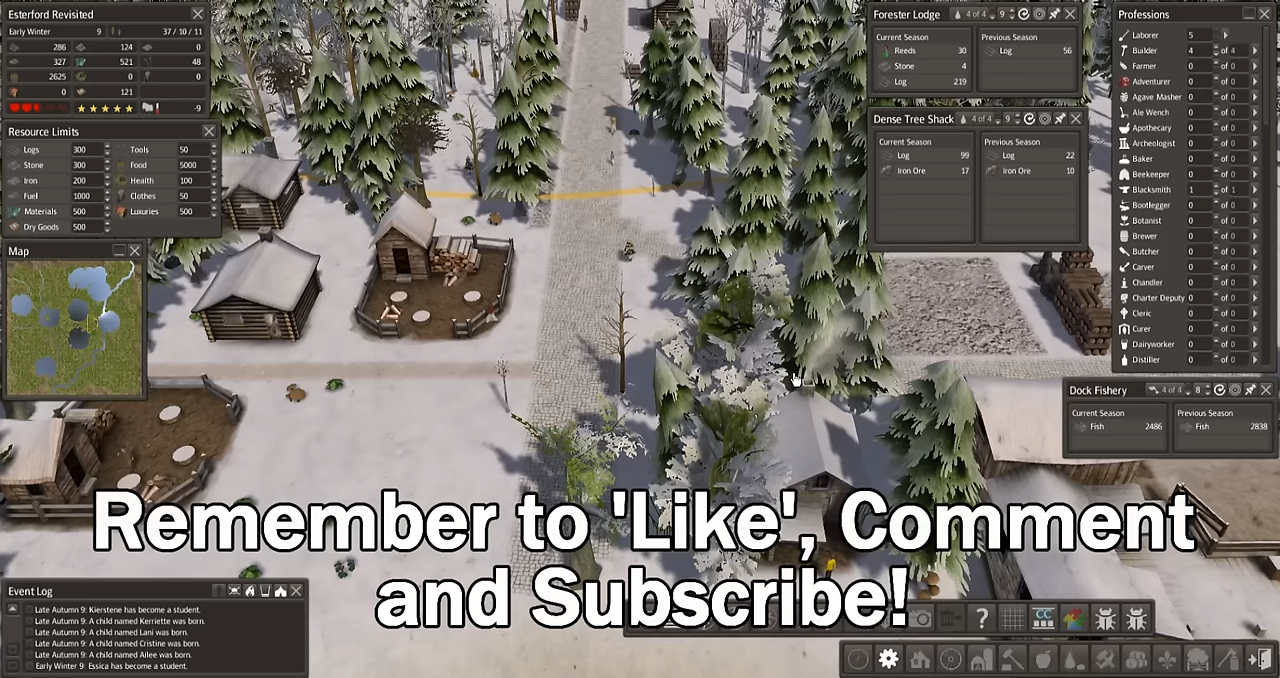 Esterford Revisited
Early Winter 9 37 / 10 / 11
286 124 0
327 521 48
2625 0 0
0 121
-9
Resource Limits
Logs 300 Tools 50
Stone 300 Food 5000
Iron 200 Health 100
Fuel 1000 Clothes 50
Materials 500 Luxuries 500
Dry Goods 500
Map
Forester Lodge 4 of 4 9
Current Season Previous Season
Reeds 30 Log 56
Stone 4
Log 219
Dense Tree Shack 4 of 4 9
Current Season Previous Season
Log 99 Log 22
Iron Ore 17 Iron Ore 10
Professions
Laborer 5
Builder 4 of 4
Farmer 0 of 0
Adventurer 0 of 0
Agave Masher 0 of 0
Ale Wench 0 of 0
Apothecary 0 of 0
Archeologist 0 of 0
Baker 0 of 0
Beekeeper 0 of 0
Blacksmith 1 of 1
Bootlegger 0 of 0
Botanist 0 of 0
Brewer 0 of 0
Butcher 0 of 0
Carver 0 of 0
Chandler 0 of 0
Charter Deputy 0 of 0
Cleric 0 of 0
Curer 0 of 0
Dairyworker 0 of 0
Distiller 0 of 0
Dock Fishery 4 of 4 8
Current Season Previous Season
Fish 2486 Fish 2838
Remember to 'Like', Comment
and Subscribe!
Event Log
Late Autumn 9: Kierstene has become a student.
Late Autumn 9: A child named Kerriette was born.
Late Autumn 9: A child named Lani was born.
Late Autumn 9: A child named Cristine was born.
Late Autumn 9: A child named Ailee was born.
Early Winter 9: Essica has become a student.
?
CC